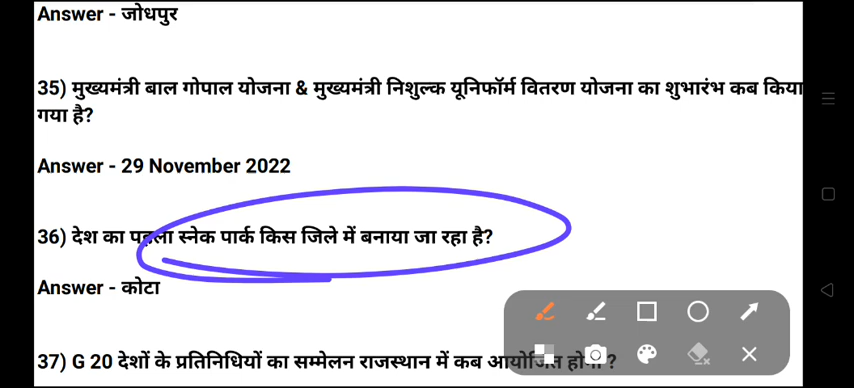 Answer - जोधपुर
35) मुख्यमंत्री बाल गोपाल योजना & मुख्यमंत्री निशुल्क यूनिफॉर्म वितरण योजना का शुभारंभ कब किया
गया है?
Answer - 29 November 2022
36) देश का पहला स्नेक पार्क किस जिले में बनाया जा रहा है?
Answer - कोटा
37) G 20 देशों के प्रतिनिधियों का सम्मेलन राजस्थान में कब आयोजित होगा ?